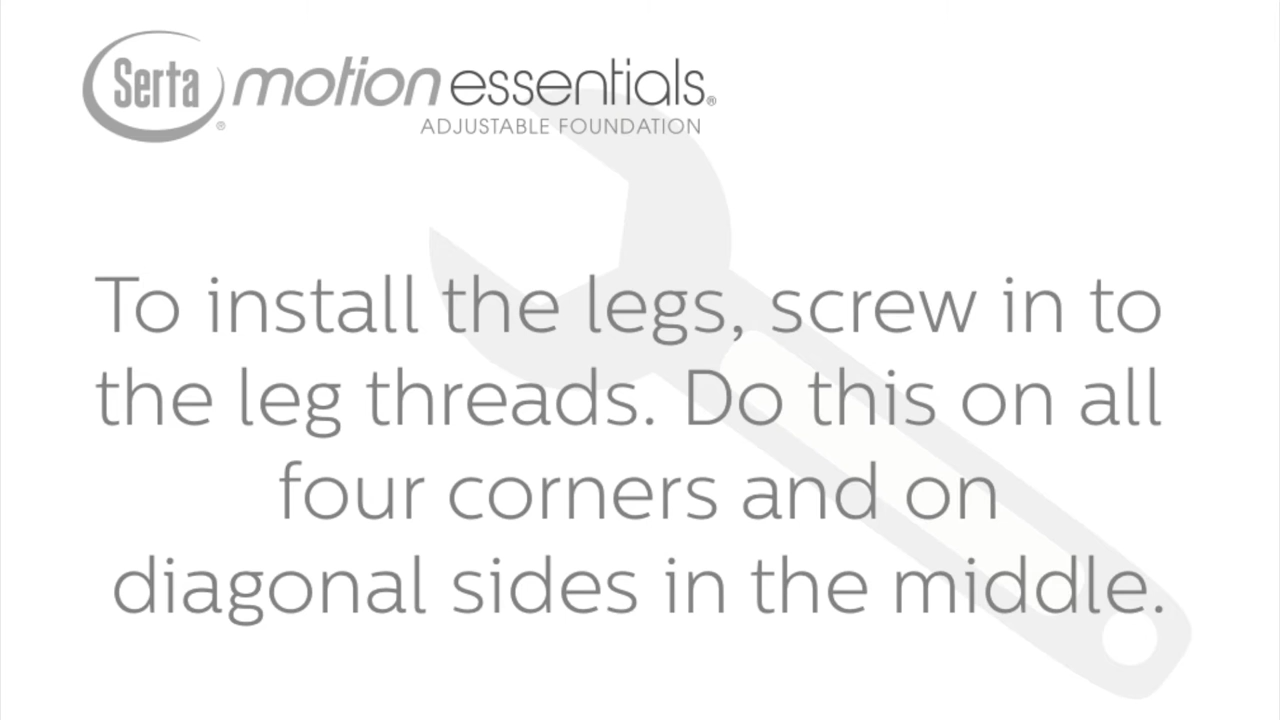 Serta® motion essentials®
ADJUSTABLE FOUNDATION
To install the legs, screw in to
the leg threads. Do this on all
four corners and on
diagonal sides in the middle.